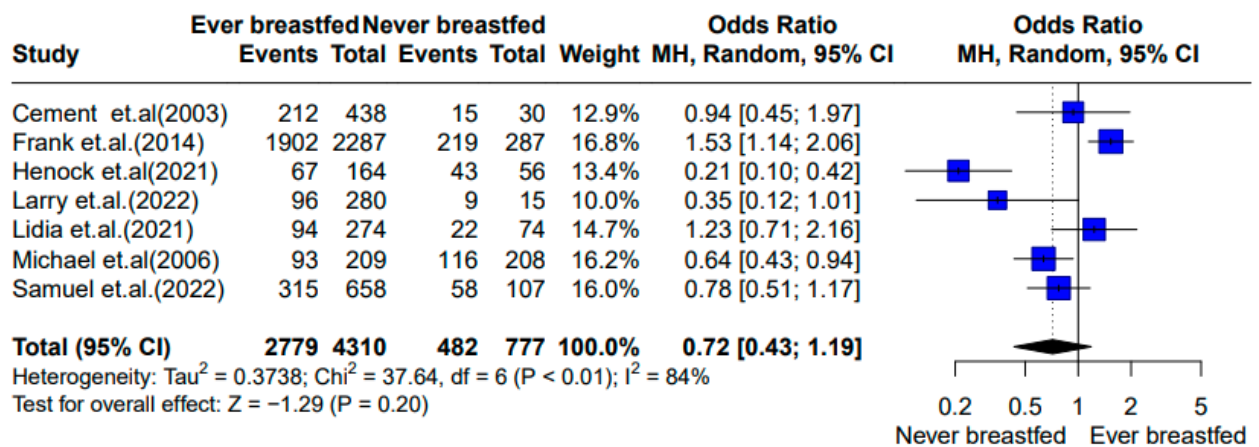 Ever breastfed Never breastfed Odds Ratio Odds Ratio
Study Events Total Events Total Weight MH, Random, 95% CI MH, Random, 95% CI
Cement et.al(2003) 212 438 15 30 12.9% 0.94 [0.45; 1.97]
Frank et.al.(2014) 1902 2287 219 287 16.8% 1.53 [1.14; 2.06]
Henock et.al(2021) 67 164 43 56 13.4% 0.21 [0.10; 0.42]
Larry et.al.(2022) 96 280 9 15 10.0% 0.35 [0.12; 1.01]
Lidia et.al.(2021) 94 274 22 74 14.7% 1.23 [0.71; 2.16]
Michael et.al(2006) 93 209 116 208 16.2% 0.64 [0.43; 0.94]
Samuel et.al.(2022) 315 658 58 107 16.0% 0.78 [0.51; 1.17]
Total (95% CI) 2779 4310 482 777 100.0% 0.72 [0.43; 1.19]
Heterogeneity: Tau² = 0.3738; Chi² = 37.64, df = 6 (P < 0.01); I² = 84%
Test for overall effect: Z = −1.29 (P = 0.20)
0.2 0.5 1 2 5
Never breastfed Ever breastfed